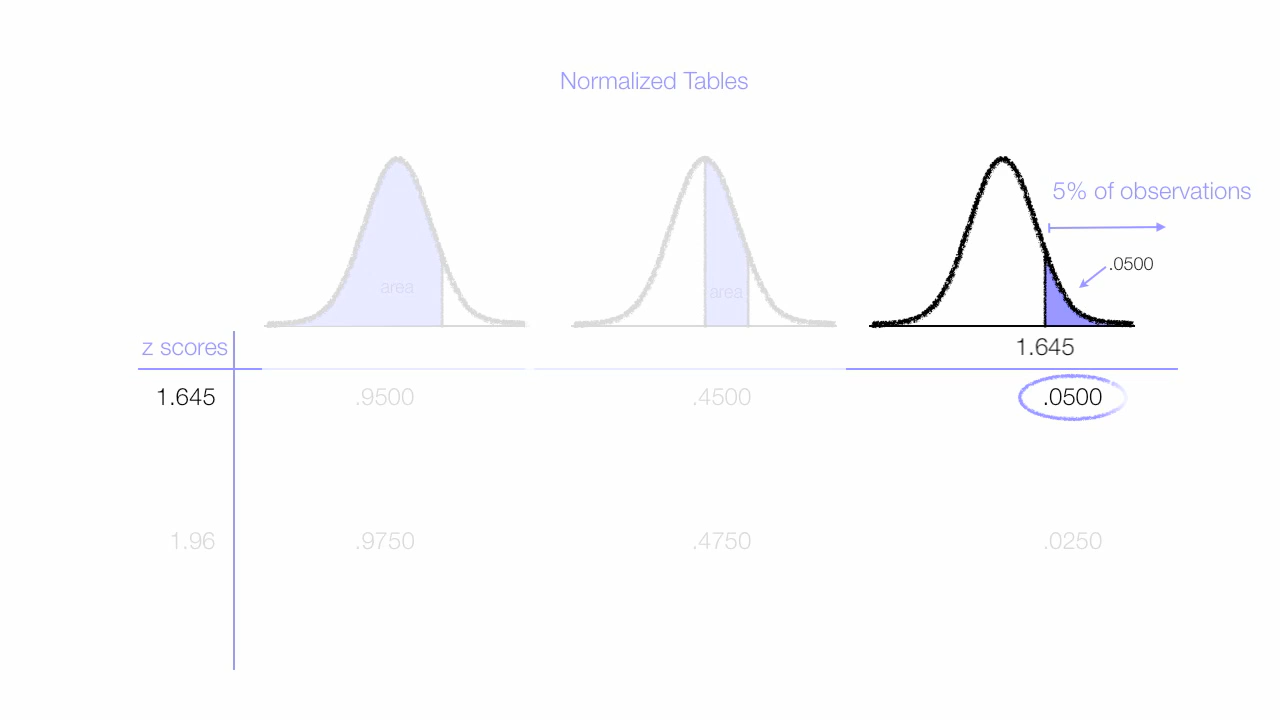 Normalized Tables
5% of observations
.0500
area
area
z scores
1.645
1.645 .9500 .4500 .0500
1.96 .9750 .4750 .0250